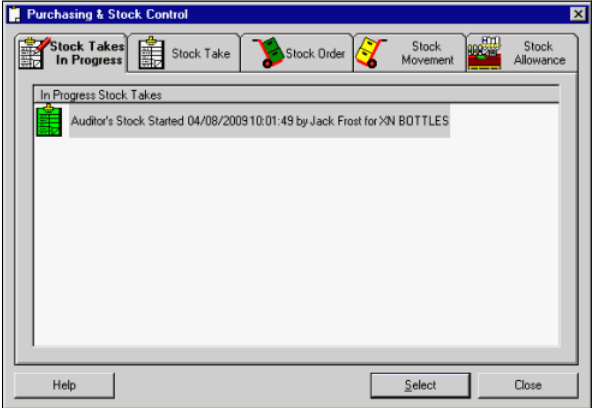 Purchasing & Stock Control
Stock Takes
In Progress
Stock Take
Stock Order
Stock
Movement
Stock
Allowance
In Progress Stock Takes
Auditor's Stock Started 04/08/2009 10:01:49 by Jack Frost for XN BOTTLES
Help
Select
Close